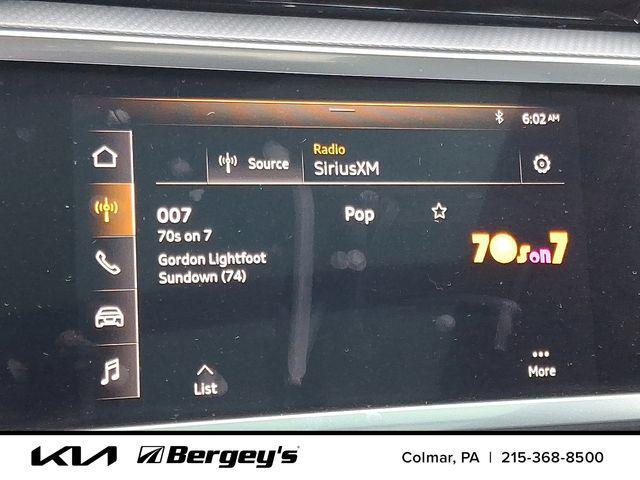 6:02 AM
Radio
Source SiriusXM
007 Pop
70s on 7
70s on 7
Gordon Lightfoot
Sundown (74)
List More
KIA Bergey's Colmar, PA | 215-368-8500